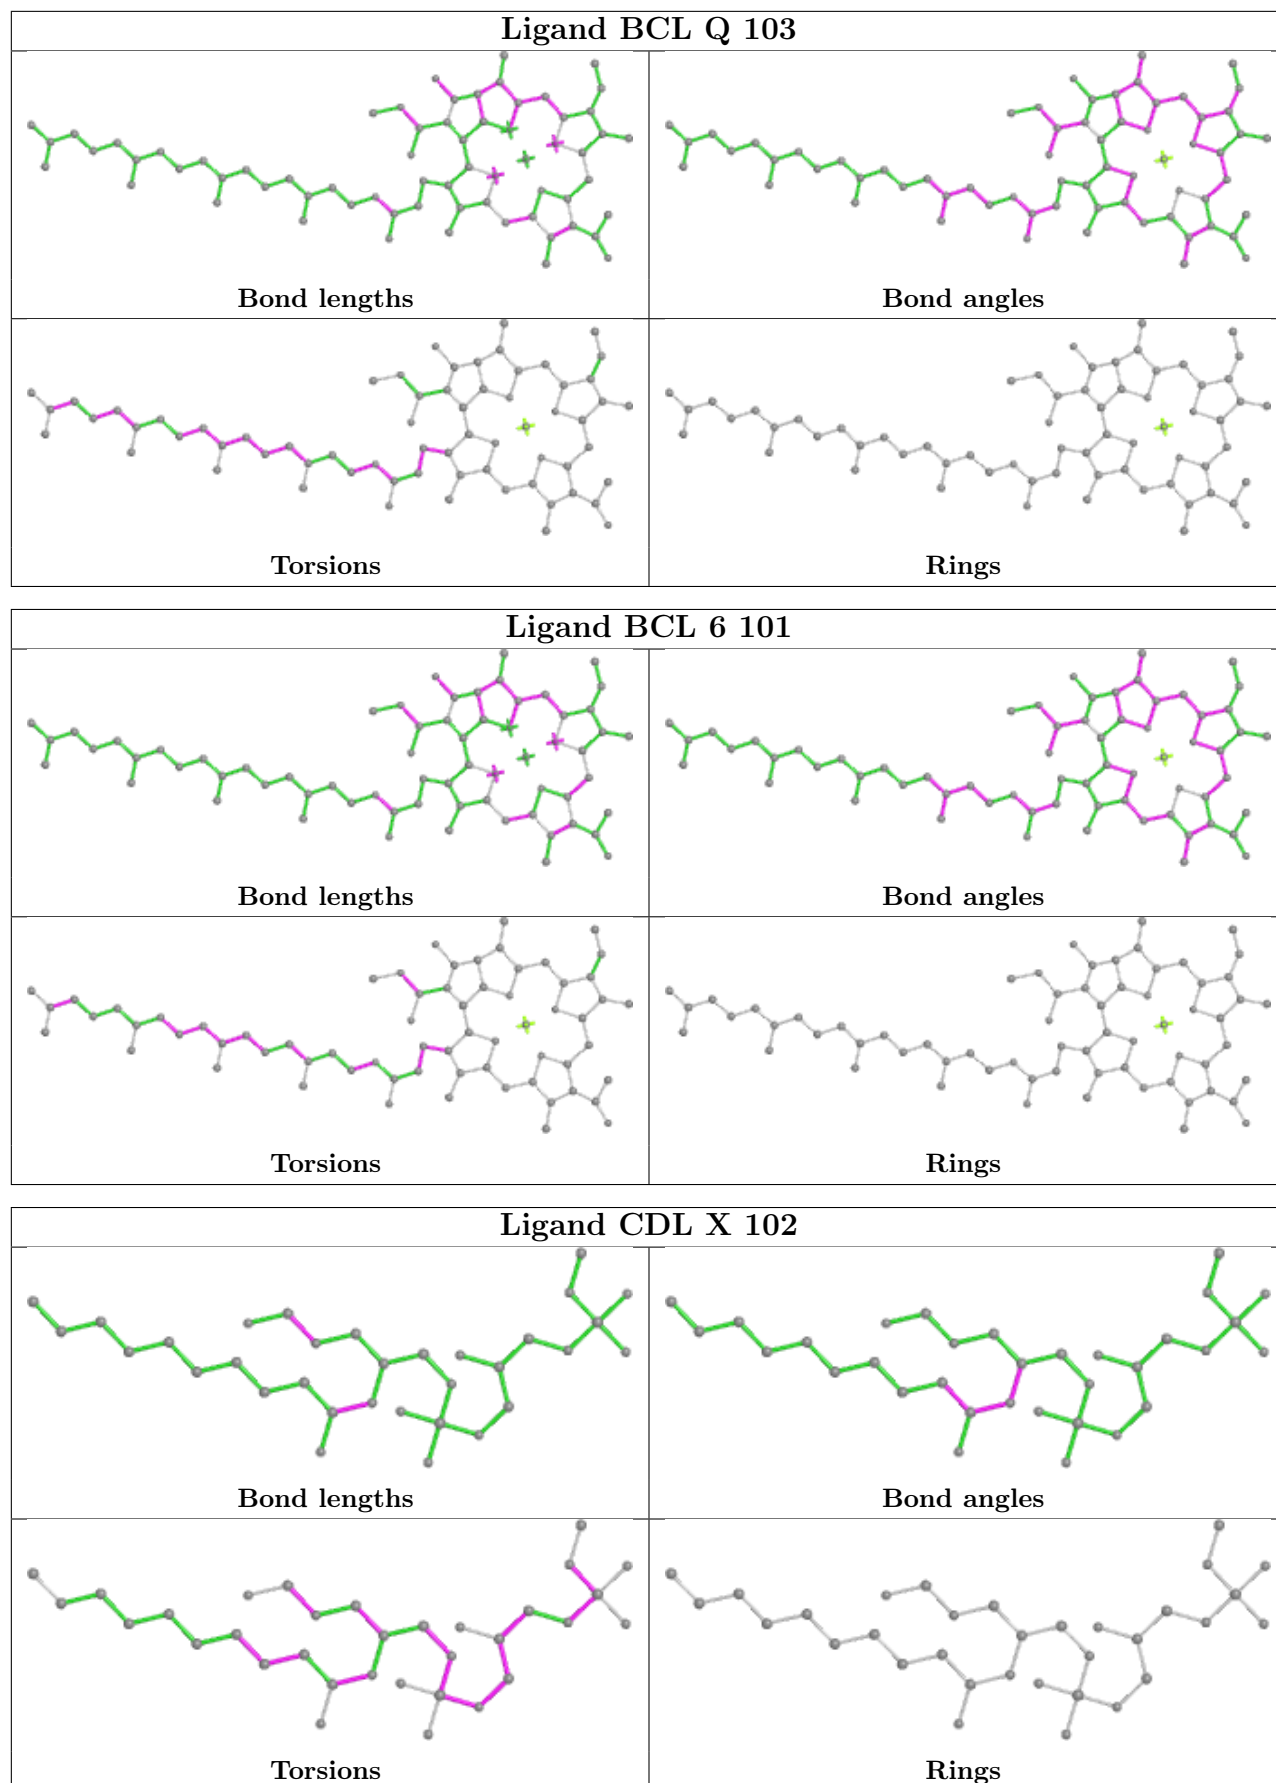 Ligand BCL Q 103
Bond lengths
Bond angles
Torsions
Rings
Ligand BCL 6 101
Bond lengths
Bond angles
Torsions
Rings
Ligand CDL X 102
Bond lengths
Bond angles
Torsions
Rings